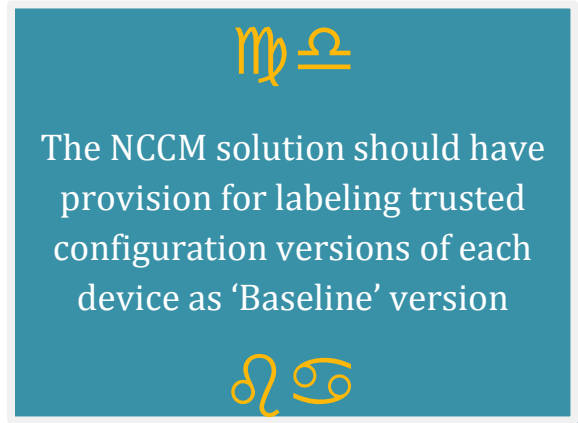 ♍♎
The NCCM solution should have
provision for labeling trusted
configuration versions of each
device as ‘Baseline’ version
♌♋